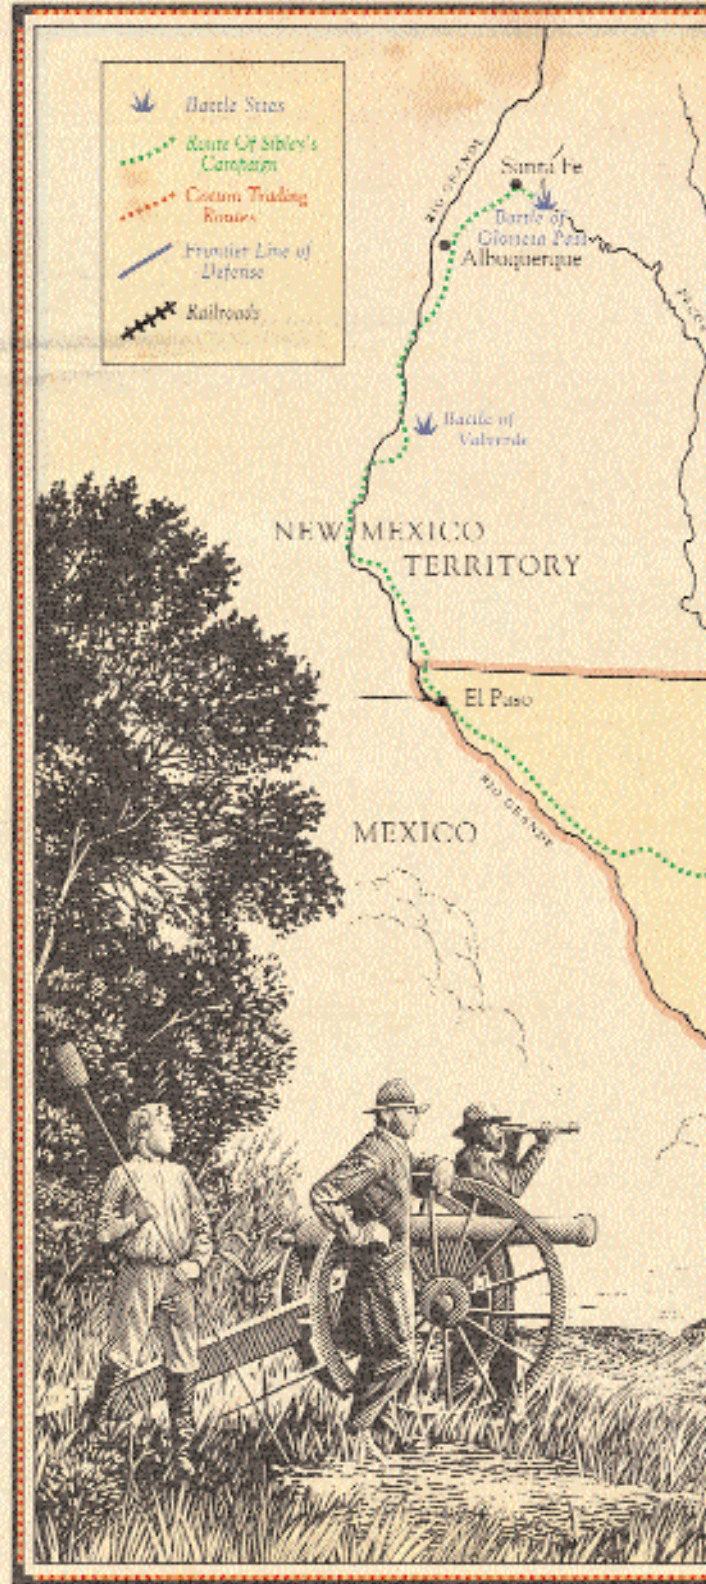 Battle Sites
Route Of Sibley's
Campaign
Cotton Trading
Routes
Frontier Line of
Defense
Railroads
RIO GRANDE
Santa Fe
Battle of
Glorieta Pass
Albuquerque
PECOS
Battle of
Valverde
NEW MEXICO
TERRITORY
El Paso
RIO GRANDE
MEXICO